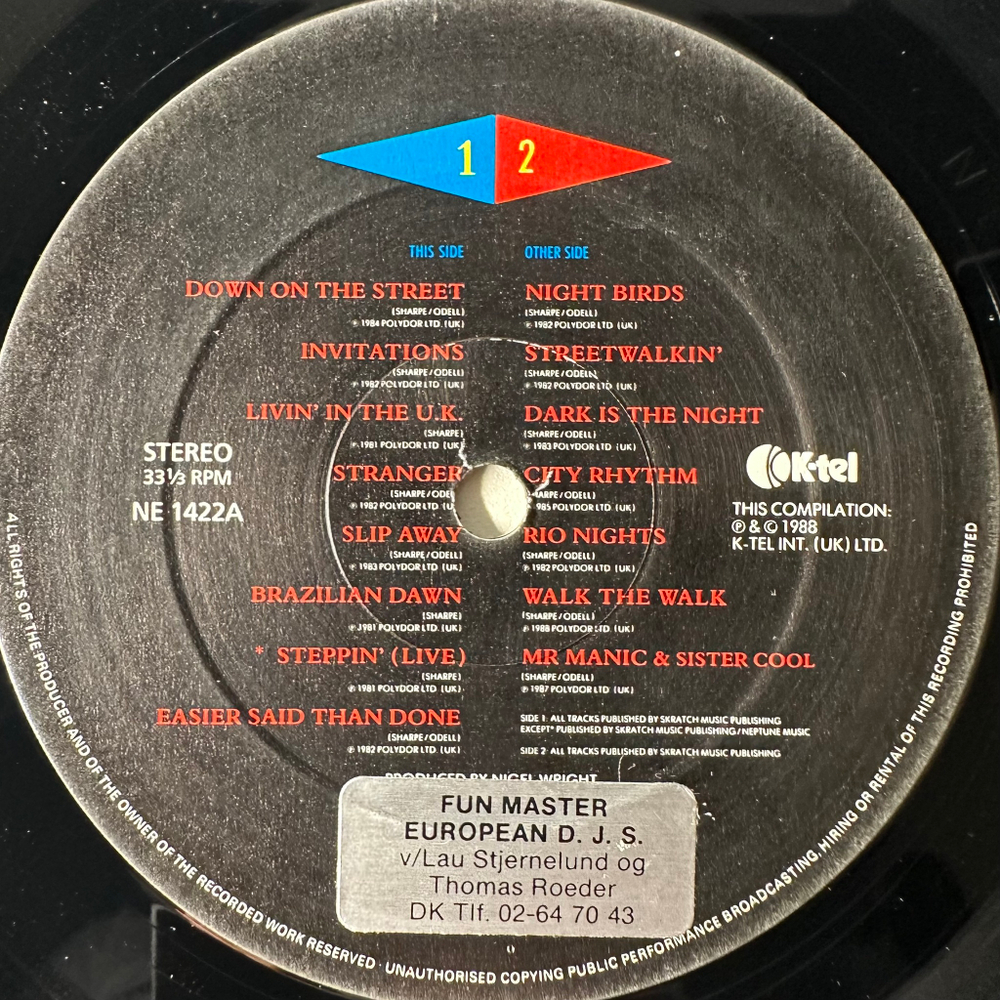 1 2
THIS SIDE
DOWN ON THE STREET
(SHARPE/ODELL)
℗ 1984 POLYDOR LTD. (UK)
INVITATIONS
(SHARPE/ODELL)
℗ 1982 POLYDOR LTD. (UK)
LIVIN' IN THE U.K.
(SHARPE)
℗ 1981 POLYDOR LTD. (UK)
STRANGER
(SHARPE/ODELL)
℗ 1982 POLYDOR LTD. (UK)
SLIP AWAY
(SHARPE/ODELL)
℗ 1983 POLYDOR LTD. (UK)
BRAZILIAN DAWN
(SHARPE)
℗ 1981 POLYDOR LTD. (UK)
* STEPPIN' (LIVE)
(SHARPE)
℗ 1981 POLYDOR LTD. (UK)
EASIER SAID THAN DONE
(SHARPE/ODELL)
℗ 1982 POLYDOR LTD. (UK)
OTHER SIDE
NIGHT BIRDS
(SHARPE/ODELL)
℗ 1982 POLYDOR LTD (UK)
STREETWALKIN'
(SHARPE/ODELL)
℗ 1982 POLYDOR LTD (UK)
DARK IS THE NIGHT
(SHARPE/ODELL)
℗ 1983 POLYDOR LTD (UK)
CITY RHYTHM
(SHARPE/ODELL)
1985 POLYDOR LTD (UK)
RIO NIGHTS
(SHARPE/ODELL)
℗ 1982 POLYDOR LTD (UK)
WALK THE WALK
(SHARPE/ODELL)
℗ 1988 POLYDOR LTD (UK)
MR MANIC & SISTER COOL
(SHARPE/ODELL)
℗ 1987 POLYDOR LTD (UK)
SIDE 1: ALL TRACKS PUBLISHED BY SKRATCH MUSIC PUBLISHING
EXCEPT* PUBLISHED BY SKRATCH MUSIC PUBLISHING/NEPTUNE MUSIC
SIDE 2: ALL TRACKS PUBLISHED BY SKRATCH MUSIC PUBLISHING
STEREO
33⅓ RPM
NE 1422A
K-tel
THIS COMPILATION:
℗ & © 1988
K-TEL INT. (UK) LTD.
PRODUCED BY NIGEL WRIGHT
FUN MASTER
EUROPEAN D. J. S.
v/Lau Stjernelund og
Thomas Roeder
DK Tlf. 02-64 70 43
ALL RIGHTS OF THE PRODUCER AND OF THE OWNER OF THE RECORDED WORK RESERVED · UNAUTHORISED COPYING PUBLIC PERFORMANCE BROADCASTING, HIRING OR RENTAL OF THIS RECORDING PROHIBITED